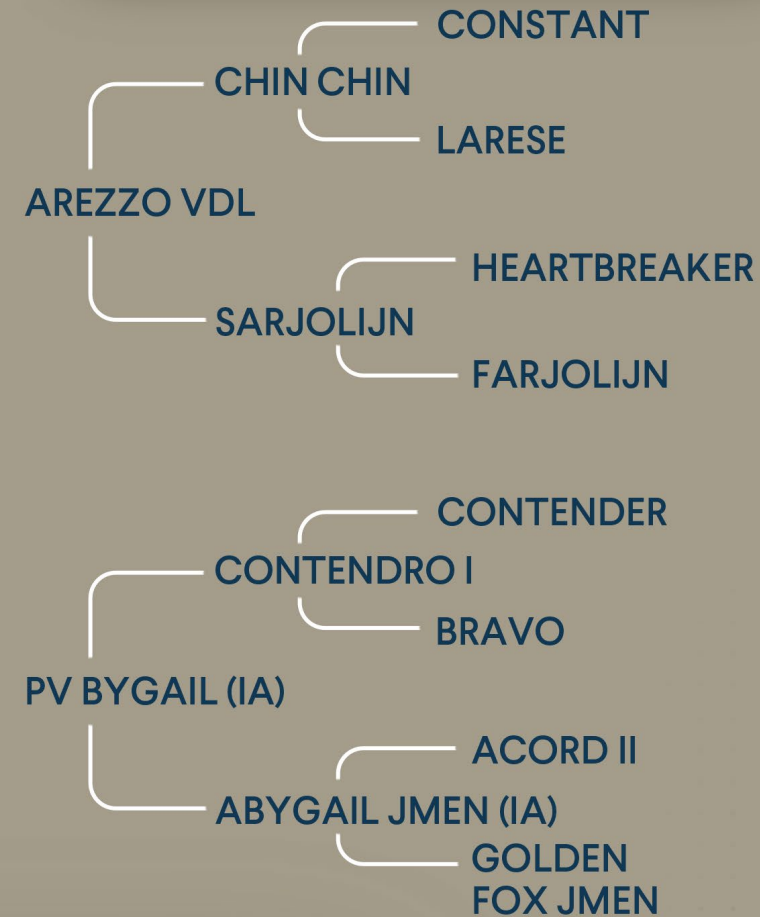 CONSTANT
CHIN CHIN
LARESE
AREZZO VDL
HEARTBREAKER
SARJOLIJN
FARJOLIJN
CONTENDER
CONTENDRO I
BRAVO
PV BYGAIL (IA)
ACORD II
ABYGAIL JMEN (IA)
GOLDEN
FOX JMEN